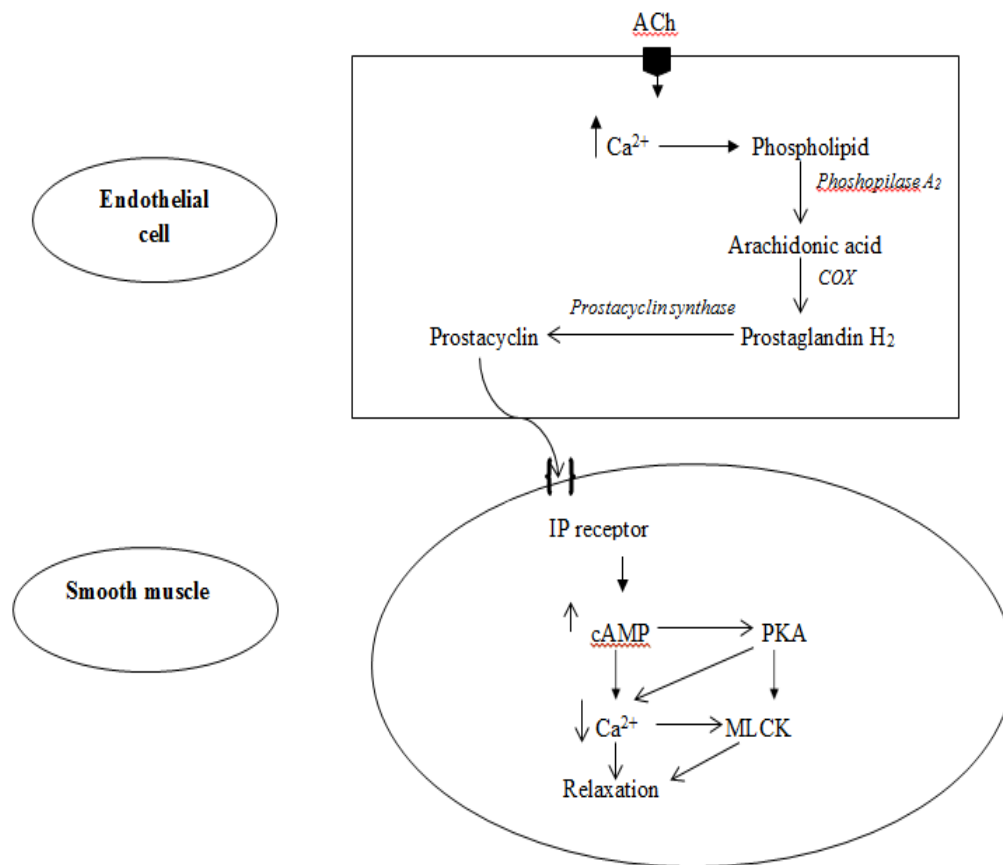 ACh
Ca²⁺
Phospholipid
Phoshopilase A₂
Endothelial
cell
Arachidonic acid
COX
Prostacyclin synthase
Prostacyclin
Prostaglandin H₂
IP receptor
Smooth muscle
cAMP
PKA
Ca²⁺
MLCK
Relaxation